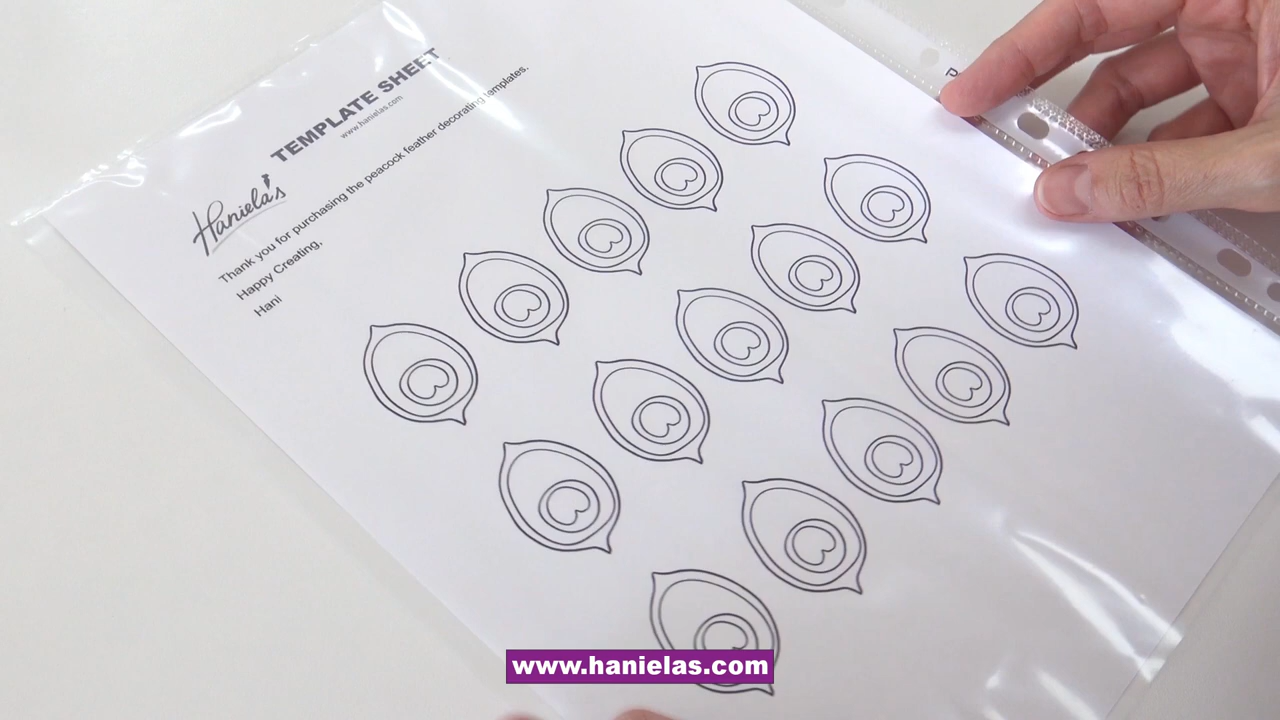 TEMPLATE SHEET
www.hanielas.com
Haniela's
Thank you for purchasing the peacock feather decorating templates.
Happy Creating,
Hani
P
www.hanielas.com